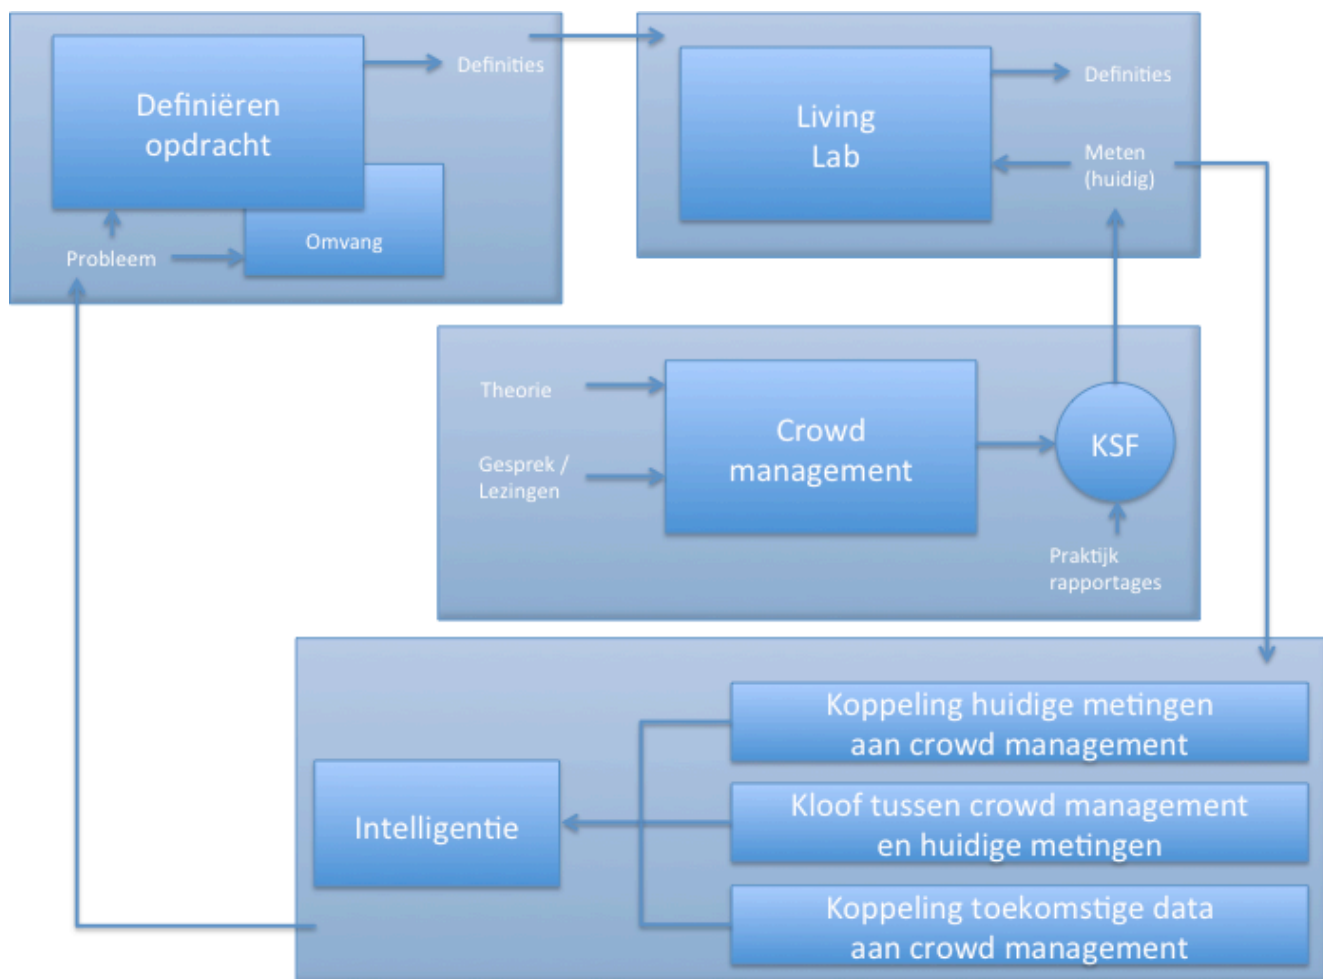 Definiëren
opdracht
Definities
Omvang
Probleem
Living
Lab
Definities
Meten
(huidig)
Theorie
Gesprek /
Lezingen
Crowd
management
KSF
Praktijk
rapportages
Intelligentie
Koppeling huidige metingen
aan crowd management
Kloof tussen crowd management
en huidige metingen
Koppeling toekomstige data
aan crowd management